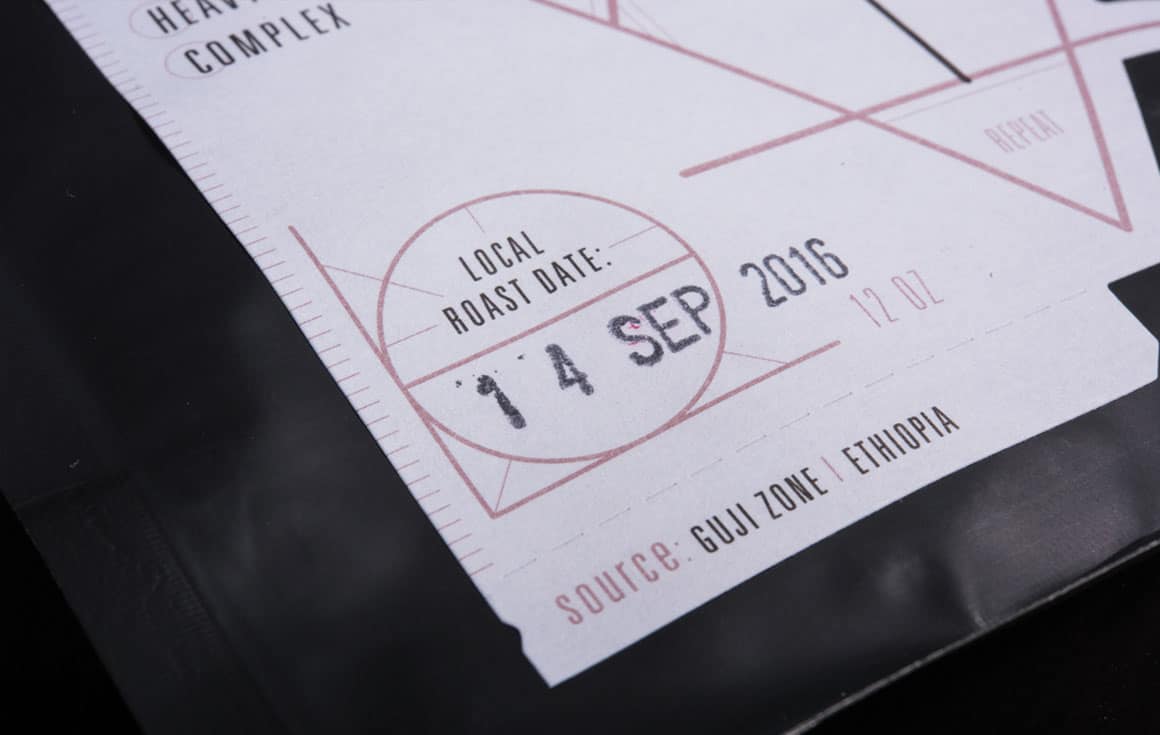 COMPLEX
REPEAT
LOCAL
ROAST DATE:
14 SEP 2016
12 OZ
source: GUJI ZONE | ETHIOPIA